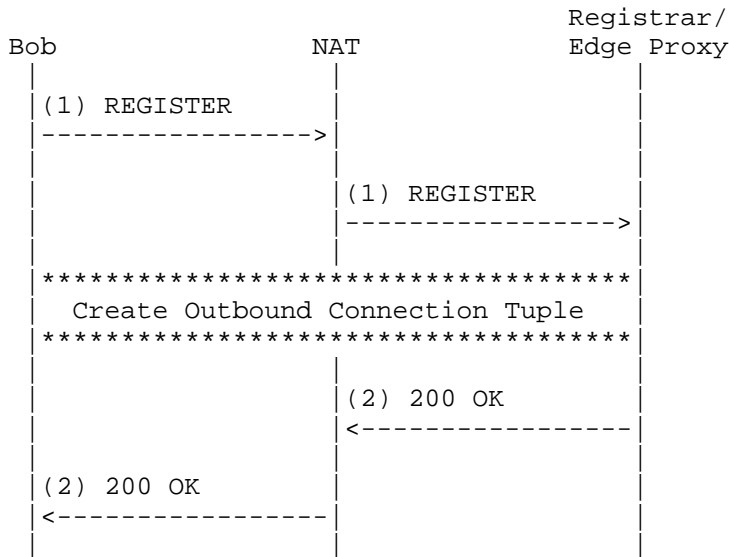 Registrar/
Bob NAT Edge Proxy
(1) REGISTER
(1) REGISTER
Create Outbound Connection Tuple
(2) 200 OK
(2) 200 OK